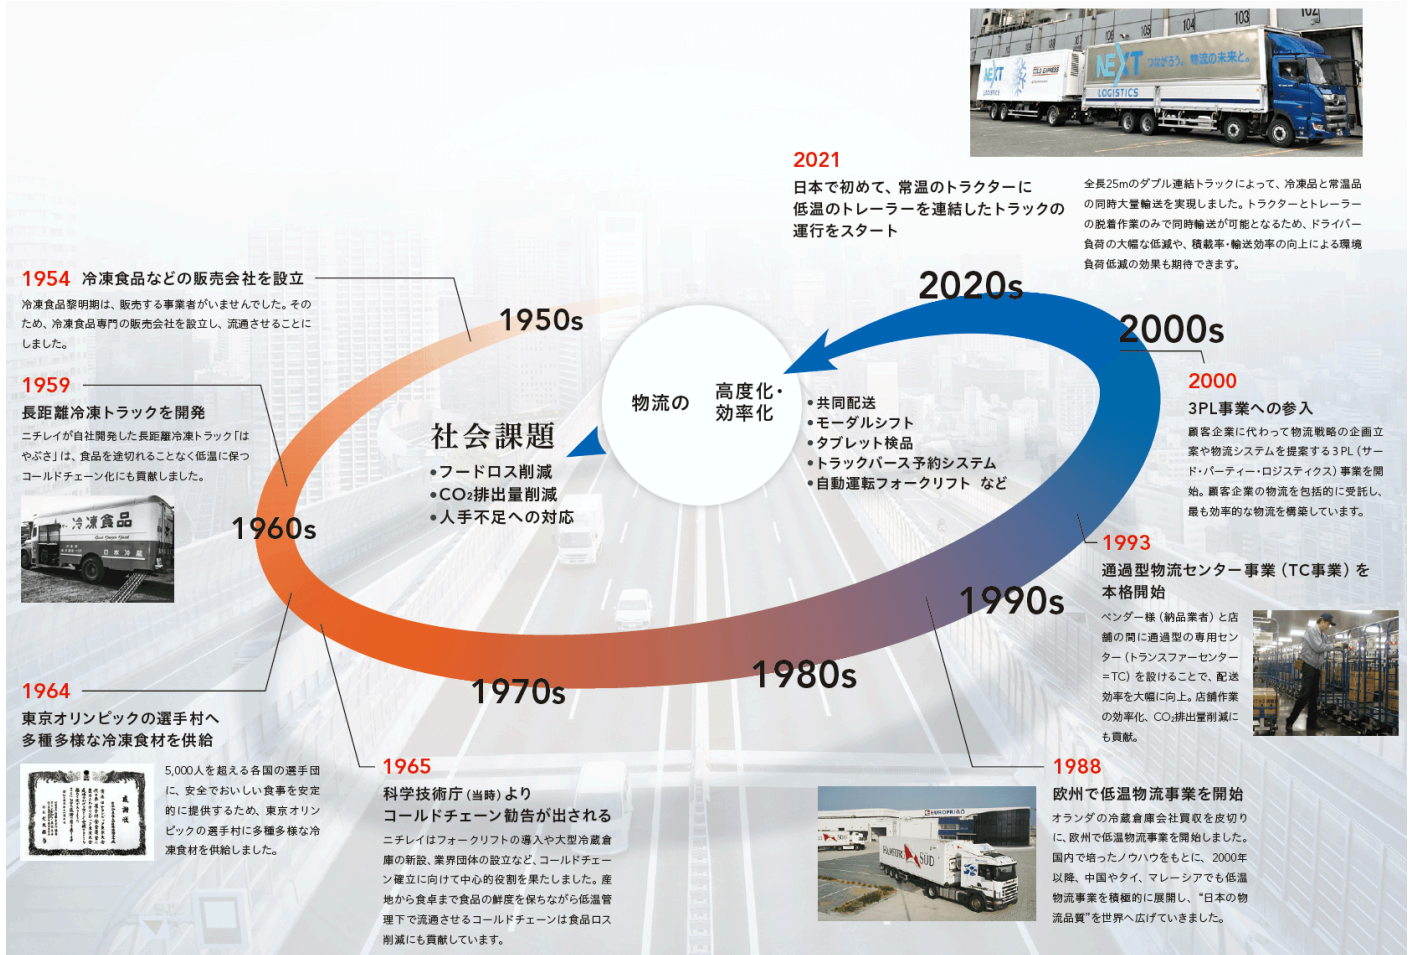 1954 冷凍食品などの販売会社を設立
冷凍食品黎明期は、販売する事業者がいませんでした。その
ため、冷凍食品専門の販売会社を設立し、流通させることに
しました。
1959
長距離冷凍トラックを開発
ニチレイが自社開発した長距離冷凍トラック「は
やぶさ」は、食品を途切れることなく低温に保つ
コールドチェーン化にも貢献しました。
冷凍食品
日本冷蔵
1964
東京オリンピックの選手村へ
多種多様な冷凍食材を供給
感謝状
5,000人を超える各国の選手団
に、安全でおいしい食事を安定
的に提供するため、東京オリン
ピックの選手村に多種多様な冷
凍食材を供給しました。
1965
科学技術庁（当時）より
コールドチェーン勧告が出される
ニチレイはフォークリフトの導入や大型冷蔵倉
庫の新設、業界団体の設立など、コールドチェー
ン確立に向けて中心的役割を果たしました。産
地から食卓まで食品の鮮度を保ちながら低温管
理下で流通させるコールドチェーンは食品ロス
削減にも貢献しています。
1950s
1960s
1970s
1980s
1990s
2000s
2020s
社会課題
•フードロス削減
•CO₂排出量削減
•人手不足への対応
物流の
高度化・
効率化
•共同配送
•モーダルシフト
•タブレット検品
•トラックバース予約システム
•自動運転フォークリフト など
1988
欧州で低温物流事業を開始
オランダの冷蔵倉庫会社買収を皮切り
に、欧州で低温物流事業を開始しました。
国内で培ったノウハウをもとに、2000年
以降、中国やタイ、マレーシアでも低温
物流事業を積極的に展開し、“日本の物
流品質”を世界へ広げていきました。
HAMBURG SÜD
1993
通過型物流センター事業（TC事業）を
本格開始
ベンダー様（納品業者）と店
舗の間に通過型の専用セン
ター（トランスファーセンター
＝TC）を設けることで、配送
効率を大幅に向上。店舗作業
の効率化、CO₂排出量削減に
も貢献。
2000
3PL事業への参入
顧客企業に代わって物流戦略の企画立
案や物流システムを提案する3PL（サー
ド・パーティー・ロジスティクス）事業を開
始。顧客企業の物流を包括的に受託し、
最も効率的な物流を構築しています。
2021
日本で初めて、常温のトラクターに
低温のトレーラーを連結したトラックの
運行をスタート
全長25mのダブル連結トラックによって、冷凍品と常温品
の同時大量輸送を実現しました。トラクターとトレーラー
の脱着作業のみで同時輸送が可能となるため、ドライバー
負荷の大幅な低減や、積載率・輸送効率の向上による環境
負荷低減の効果も期待できます。
NEXT
LOGISTICS
NEXT
LOGISTICS
つながろう、物流の未来と。
106 105 104 103 102